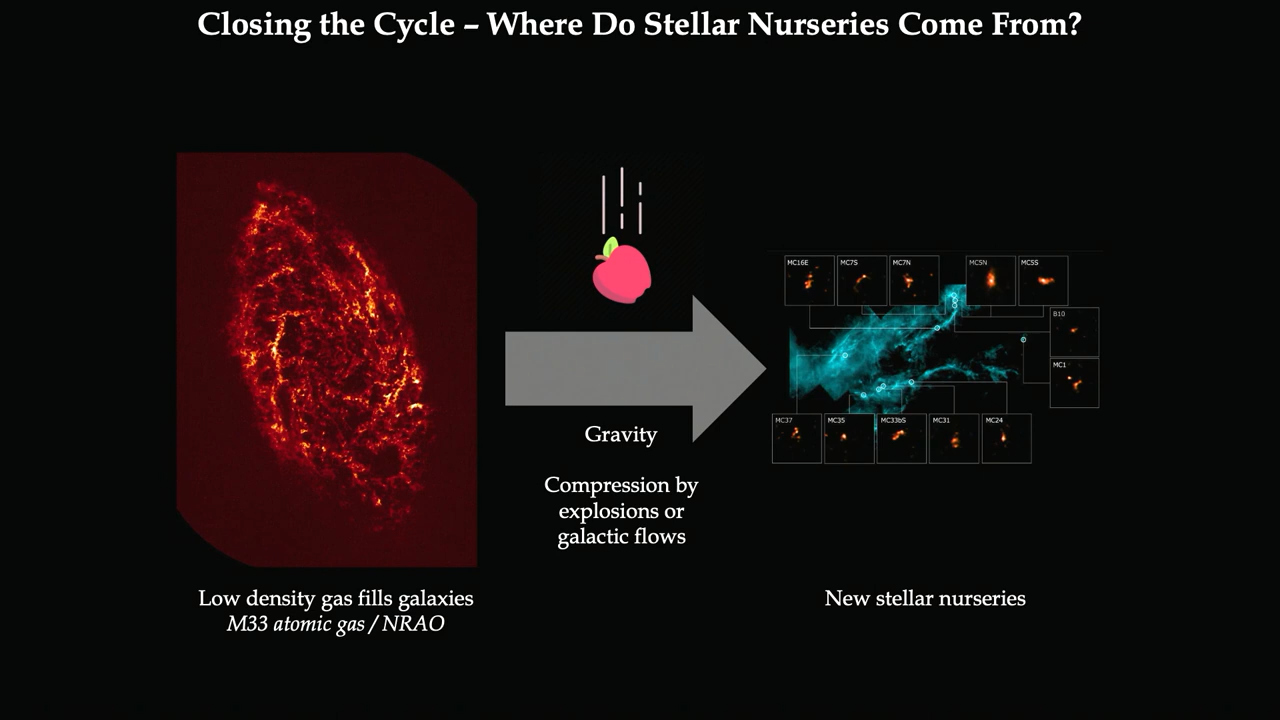 Closing the Cycle – Where Do Stellar Nurseries Come From?
MC16E
MC7S
MC7N
MC5N
MC5S
B10
MC1
MC37
MC35
MC33bS
MC31
MC24
Gravity
Compression by
explosions or
galactic flows
Low density gas fills galaxies
M33 atomic gas / NRAO
New stellar nurseries